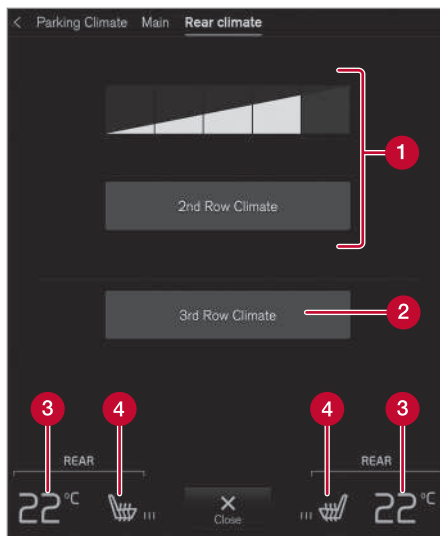 < Parking Climate Main Rear climate
1
2nd Row Climate
2
3rd Row Climate
3 4 4 3
REAR REAR
22°C 22°C
Close